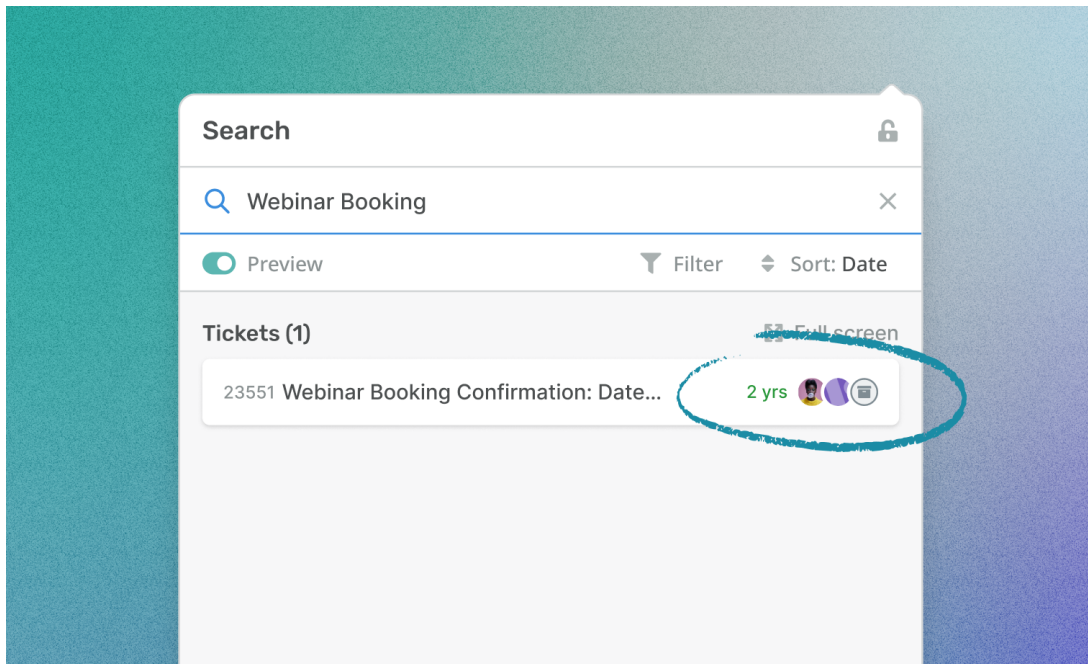 Search
Webinar Booking
Preview Filter Sort: Date
Tickets (1) Full screen
23551 Webinar Booking Confirmation: Date... 2 yrs